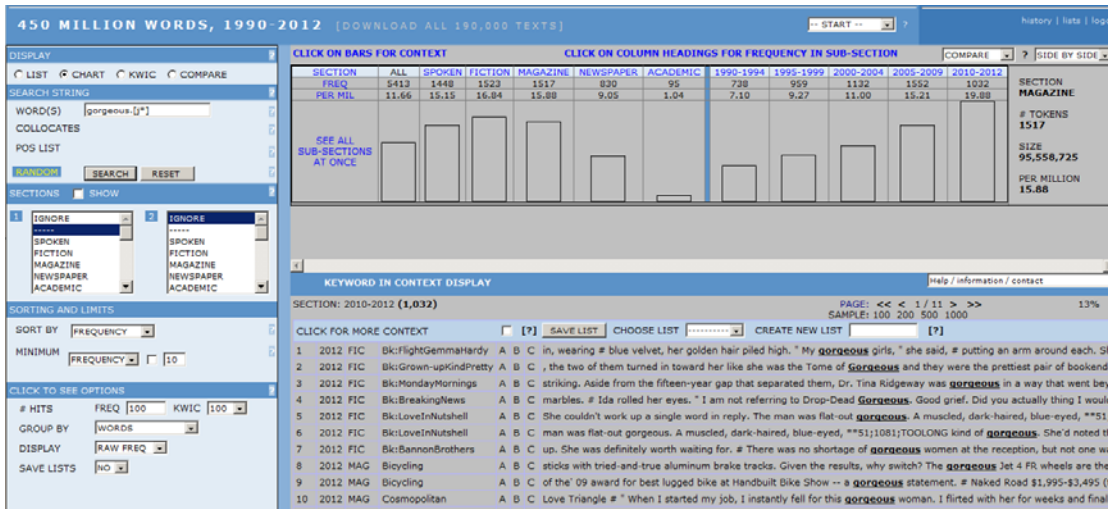 450 MILLION WORDS, 1990-2012 [DOWNLOAD ALL 190,000 TEXTS]
-- START -- ?
history | lists | logo
DISPLAY ?
LIST CHART KWIC COMPARE
SEARCH STRING ?
WORD(S) gorgeous.[j*]
COLLOCATES
POS LIST
RANDOM SEARCH RESET
SECTIONS SHOW ?
1 IGNORE
-----
SPOKEN
FICTION
MAGAZINE
NEWSPAPER
ACADEMIC
2 IGNORE
-----
SPOKEN
FICTION
MAGAZINE
NEWSPAPER
ACADEMIC
SORTING AND LIMITS
SORT BY FREQUENCY
MINIMUM FREQUENCY 10
CLICK TO SEE OPTIONS ?
# HITS FREQ 100 KWIC 100
GROUP BY WORDS
DISPLAY RAW FREQ
SAVE LISTS NO
CLICK ON BARS FOR CONTEXT CLICK ON COLUMN HEADINGS FOR FREQUENCY IN SUB-SECTION COMPARE ? SIDE BY SIDE
SECTION ALL SPOKEN FICTION MAGAZINE NEWSPAPER ACADEMIC 1990-1994 1995-1999 2000-2004 2005-2009 2010-2012
FREQ 5413 1448 1523 1517 830 95 738 959 1132 1552 1032
PER MIL 11.66 15.15 16.84 15.88 9.05 1.04 7.10 9.27 11.00 15.21 19.88
SEE ALL
SUB-SECTIONS
AT ONCE
SECTION
MAGAZINE
# TOKENS
1517
SIZE
95,558,725
PER MILLION
15.88
KEYWORD IN CONTEXT DISPLAY Help / information / contact
SECTION: 2010-2012 (1,032) PAGE: << < 1 / 11 > >> 13%
SAMPLE: 100 200 500 1000
CLICK FOR MORE CONTEXT [?] SAVE LIST CHOOSE LIST ---------- CREATE NEW LIST [?]
1 2012 FIC Bk:FlightGemmaHardy A B C in, wearing # blue velvet, her golden hair piled high. " My gorgeous girls, " she said, # putting an arm around each. S
2 2012 FIC Bk:Grown-upKindPretty A B C , the two of them turned in toward her like she was the Tome of Gorgeous and they were the prettiest pair of bookend
3 2012 FIC Bk:MondayMornings A B C striking. Aside from the fifteen-year gap that separated them, Dr. Tina Ridgeway was gorgeous in a way that went bey
4 2012 FIC Bk:BreakingNews A B C marbles. # Ida rolled her eyes. " I am not referring to Drop-Dead Gorgeous. Good grief. Did you actually thing I woul
5 2012 FIC Bk:LoveInNutshell A B C She couldn't work up a single word in reply. The man was flat-out gorgeous. A muscled, dark-haired, blue-eyed, **51
6 2012 FIC Bk:LoveInNutshell A B C man was flat-out gorgeous. A muscled, dark-haired, blue-eyed, **51;1081;TOOLONG kind of gorgeous. She'd noted t
7 2012 FIC Bk:BannonBrothers A B C up. She was definitely worth waiting for. # There was no shortage of gorgeous women at the reception, but not one wa
8 2012 MAG Bicycling A B C sticks with tried-and-true aluminum brake tracks. Given the results, why switch? The gorgeous Jet 4 FR wheels are the
9 2012 MAG Bicycling A B C of the' 09 award for best lugged bike at Handbuilt Bike Show -- a gorgeous statement. # Naked Road $1,995-$3,495 (
10 2012 MAG Cosmopolitan A B C Love Triangle # " When I started my job, I instantly fell for this gorgeous woman. I flirted with her for weeks and final